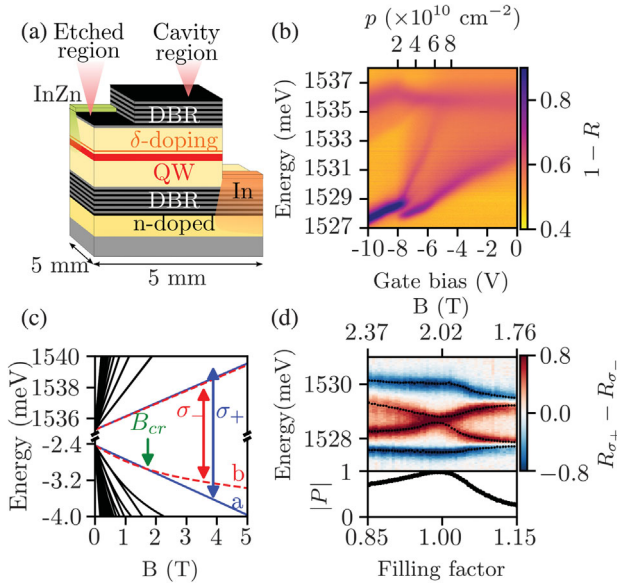 (a)
Etched
region
Cavity
region
InZn
DBR
δ-doping
QW
DBR
In
n-doped
5 mm
5 mm
(b)
p (×10¹⁰ cm⁻²)
2 4 6 8
1537
1535
1533
1531
1529
1527
Energy (meV)
-10 -8 -6 -4 -2 0
Gate bias (V)
0.8
0.6
0.4
1 − R
(c)
1540
1538
1536
-2.4
-3.2
-4.0
Energy (meV)
B_cr
σ₋
σ₊
b
a
0 1 2 3 4 5
B (T)
(d)
B (T)
2.37 2.02 1.76
1530
1528
Energy(meV)
0.8
0.0
−0.8
R_σ₊ − R_σ₋
1
0
|P|
0.85 1.00 1.15
Filling factor